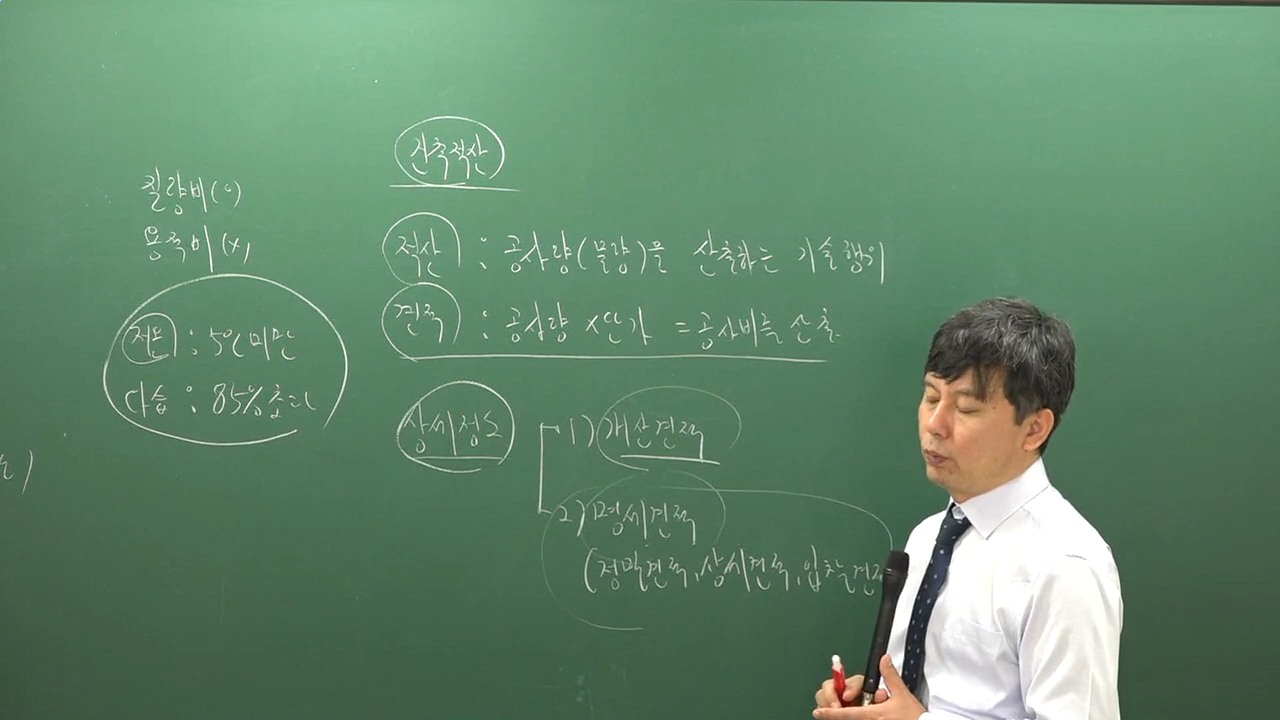 건축적산
질량비(o)
용적비(x)
적산 : 공사량(물량)을 산출하는 기술행위
견적 : 공사량 x단가 = 공사비를 산출
: 5인미만
다습 : 85%초과
상세정도
1) 개산견적
2) 명세견적
(정밀견적, 상세견적, 입찰견적